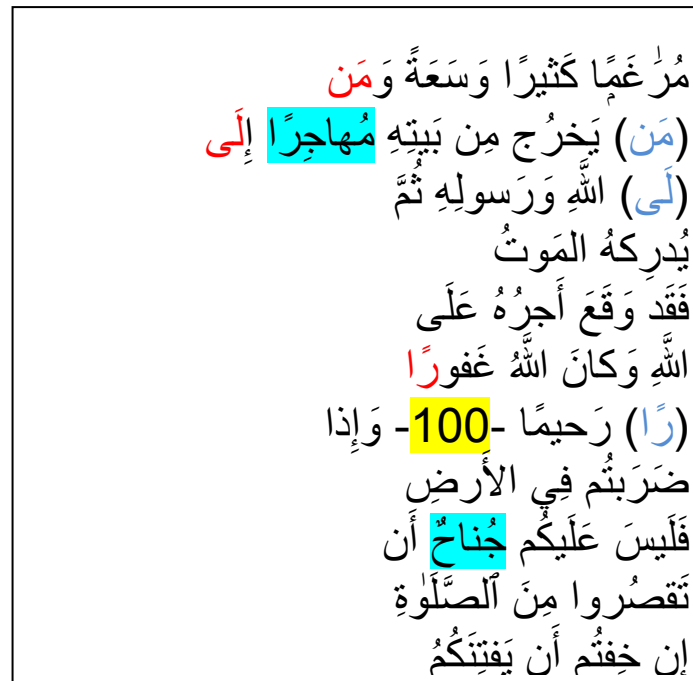 مُرَٰغَمًا كَثيرًا وَسَعَةً وَمَن
(مَن) يَخرُج مِن بَيتِهِ مُهاجِرًا إِلَى
(لَى) اللَّهِ وَرَسولِهِ ثُمَّ
يُدرِكهُ المَوتُ
فَقَد وَقَعَ أَجرُهُ عَلَى
اللَّهِ وَكانَ اللَّهُ غَفورًا
(رًا) رَحيمًا -100- وَإِذا
ضَرَبتُم فِي الأَرضِ
فَلَيسَ عَلَيكُم جُناحٌ أَن
تَقصُروا مِنَ ٱلصَّلَوٰةِ
إِن خِفتُم أَن يَفتِنَكُمُ